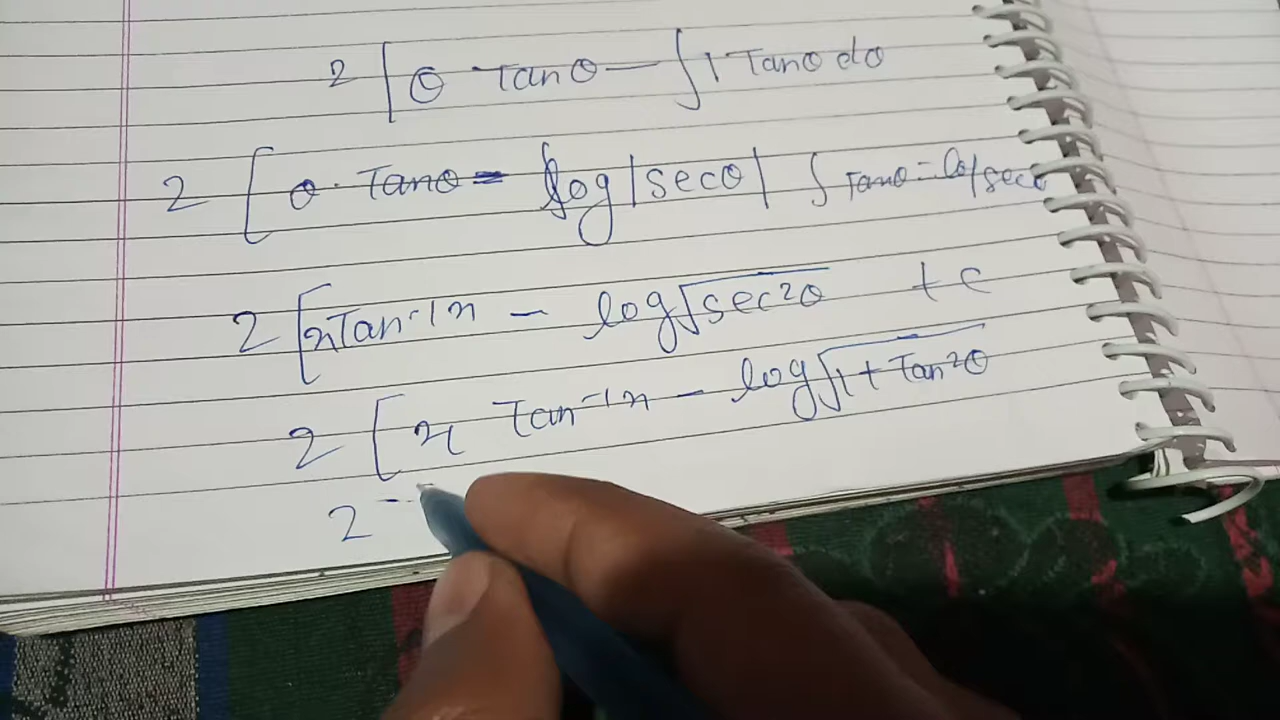 2 [ θ Tanθ — ∫ 1 Tanθ dθ
2 [ θ · Tanθ - log|secθ| ∫ Tanθ = log|secθ
2 [ xTan⁻¹x - log√sec²θ + c
2 [ x Tan⁻¹x - log√1 + Tan²θ
2